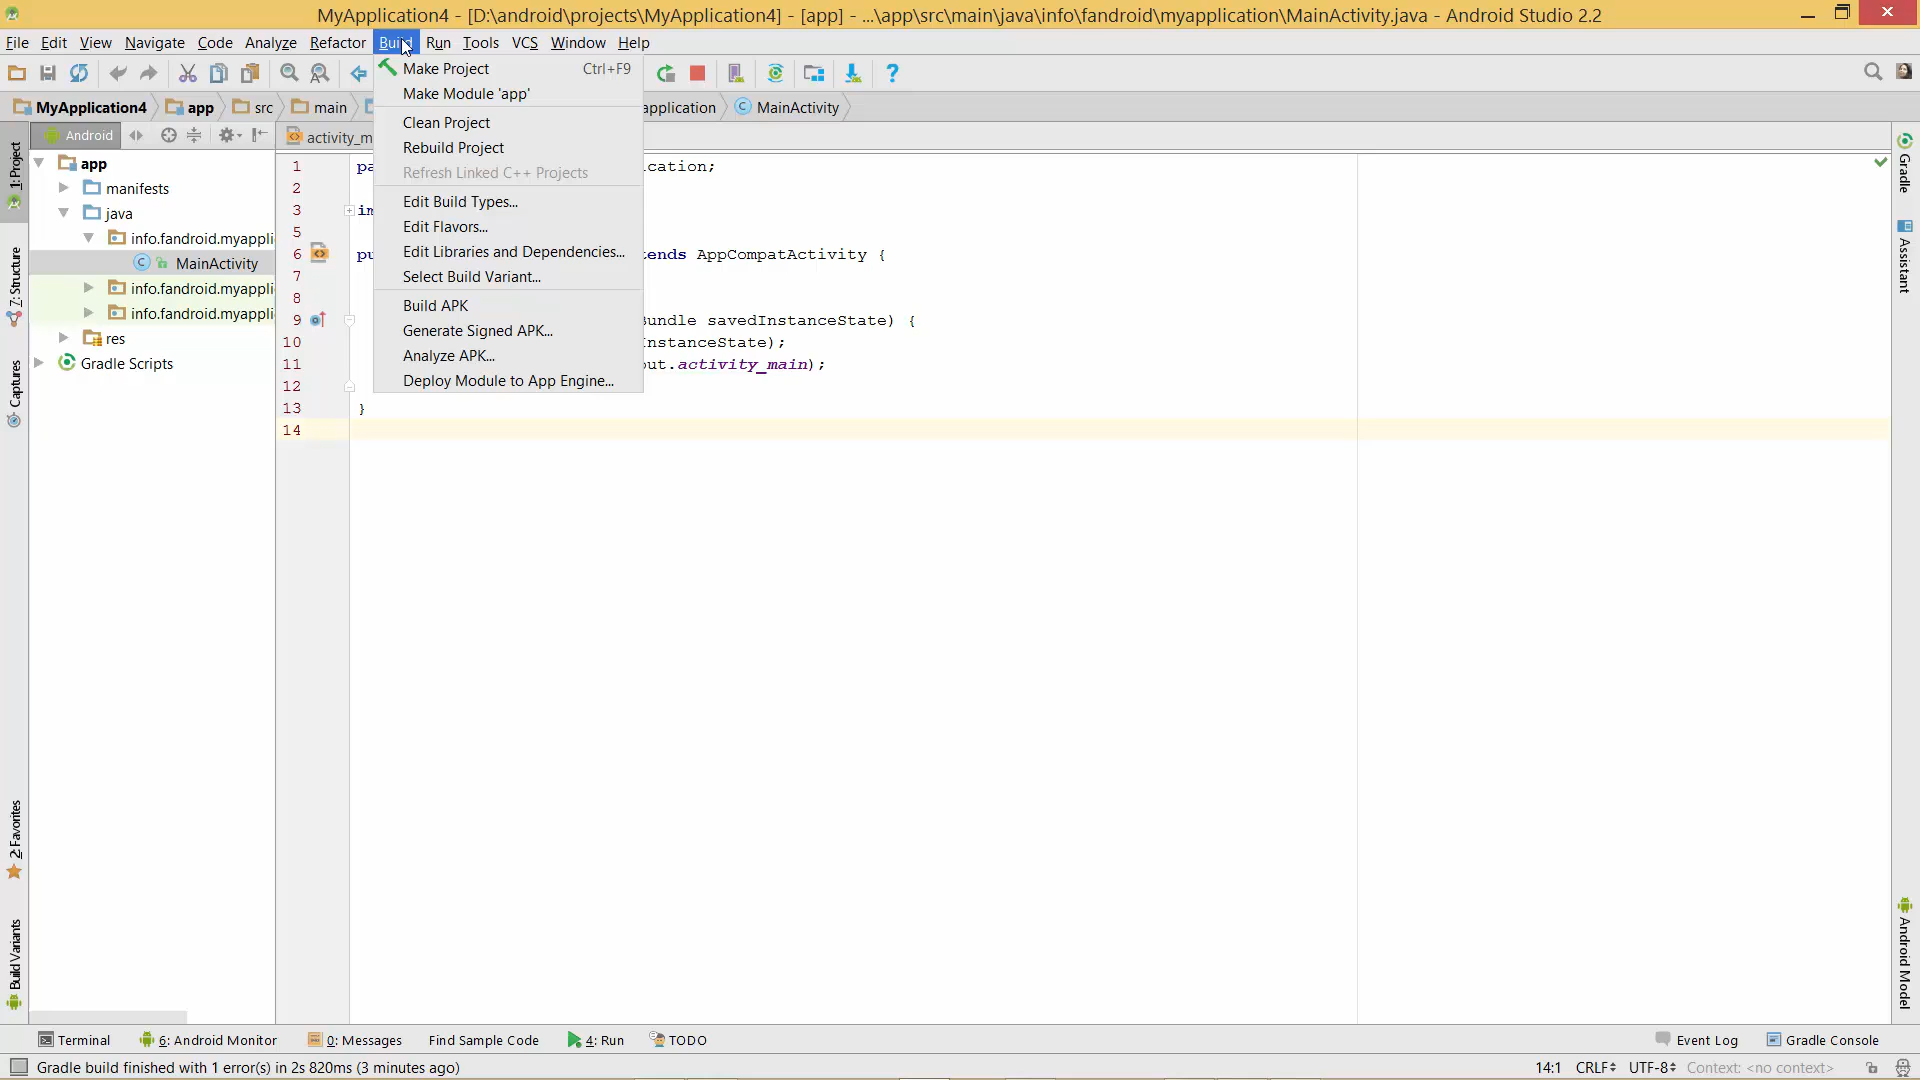 MyApplication4 - [D:\android\projects\MyApplication4] - [app] - ...\app\src\main\java\info\fandroid\myapplication\MainActivity.java - Android Studio 2.2
File Edit View Navigate Code Analyze Refactor Build Run Tools VCS Window Help
MyApplication4 app src main application MainActivity
Android activity_m
Make Project Ctrl+F9
Make Module 'app'
Clean Project
Rebuild Project
Refresh Linked C++ Projects
Edit Build Types...
Edit Flavors...
Edit Libraries and Dependencies...
Select Build Variant...
Build APK
Generate Signed APK...
Analyze APK...
Deploy Module to App Engine...
app
manifests
java
info.fandroid.myappli
MainActivity
info.fandroid.myappli
info.fandroid.myappli
res
Gradle Scripts
1 pa ication;
2
3 im
5
6 pu tends AppCompatActivity {
7
8
9 Bundle savedInstanceState) {
10 InstanceState);
11 out.activity_main);
12
13 }
14
1: Project
7: Structure
Captures
2: Favorites
Build Variants
Gradle
Assistant
Android Model
Terminal 6: Android Monitor 0: Messages Find Sample Code 4: Run TODO Event Log Gradle Console
Gradle build finished with 1 error(s) in 2s 820ms (3 minutes ago) 14:1 CRLF UTF-8 Context: <no context>